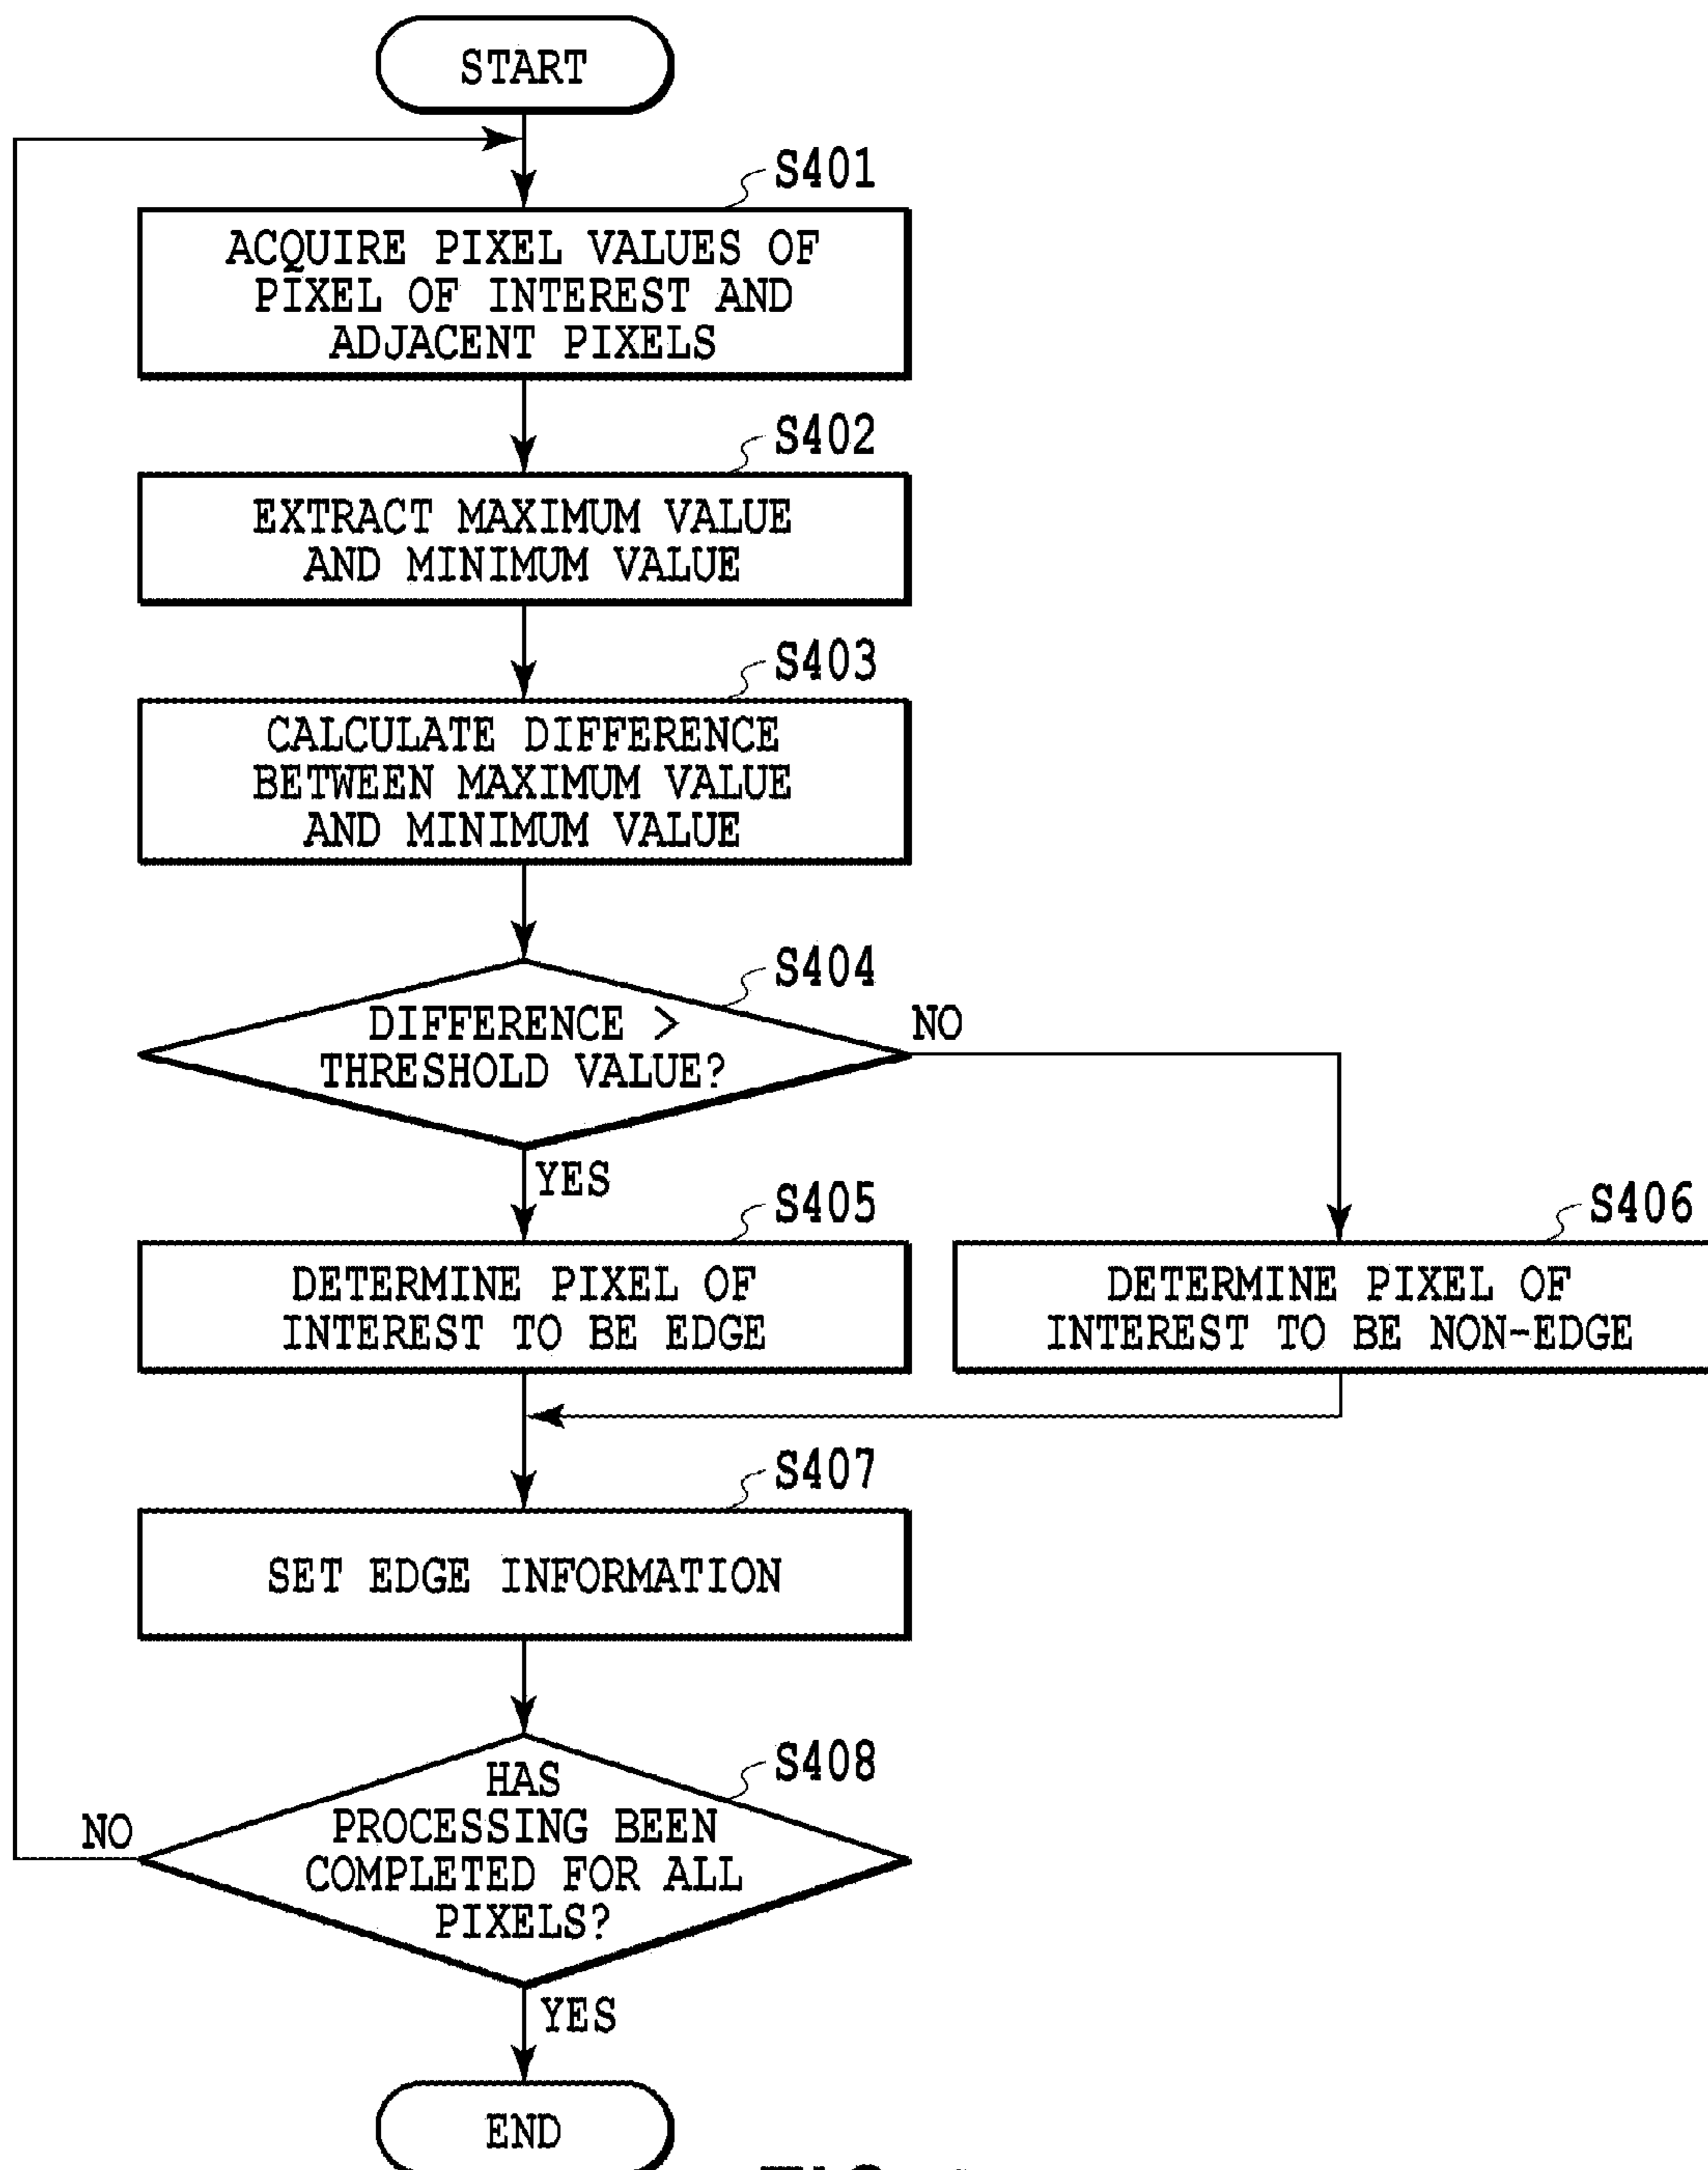 START
S401
ACQUIRE PIXEL VALUES OF
PIXEL OF INTEREST AND
ADJACENT PIXELS
S402
EXTRACT MAXIMUM VALUE
AND MINIMUM VALUE
S403
CALCULATE DIFFERENCE
BETWEEN MAXIMUM VALUE
AND MINIMUM VALUE
S404
DIFFERENCE >
THRESHOLD VALUE?
NO
YES
S405
DETERMINE PIXEL OF
INTEREST TO BE EDGE
S406
DETERMINE PIXEL OF
INTEREST TO BE NON-EDGE
S407
SET EDGE INFORMATION
S408
HAS
PROCESSING BEEN
COMPLETED FOR ALL
PIXELS?
NO
YES
END